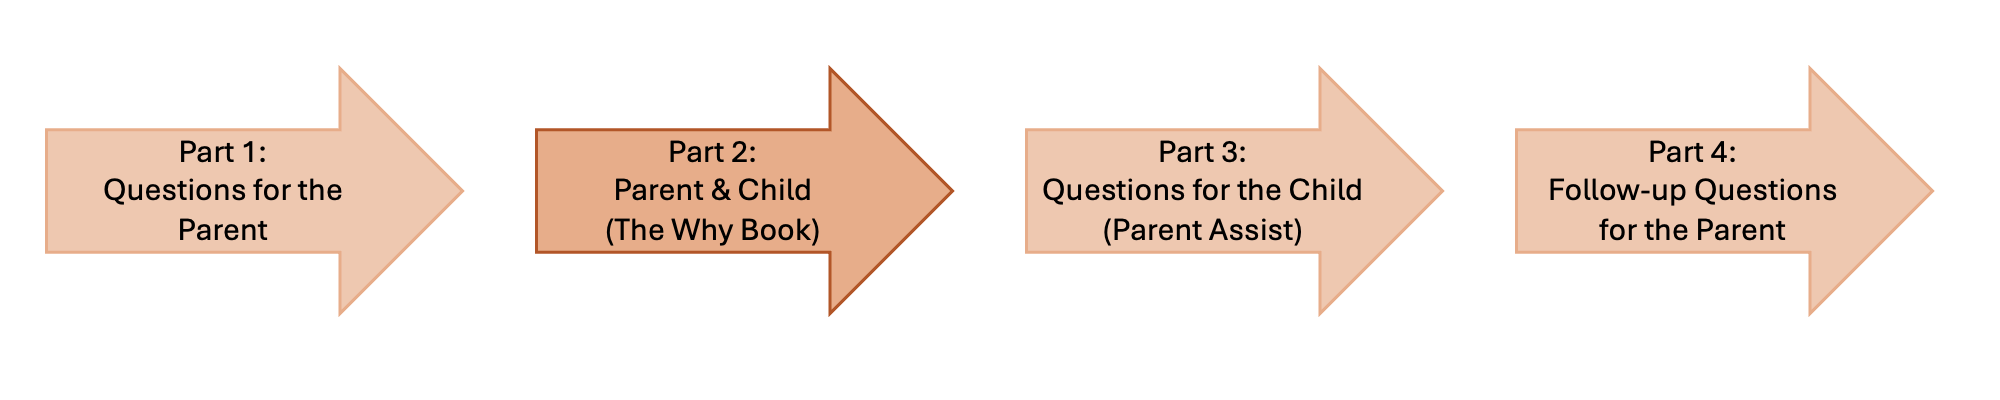 Part 1:
Questions for the
Parent
Part 2:
Parent & Child
(The Why Book)
Part 3:
Questions for the Child
(Parent Assist)
Part 4:
Follow-up Questions
for the Parent